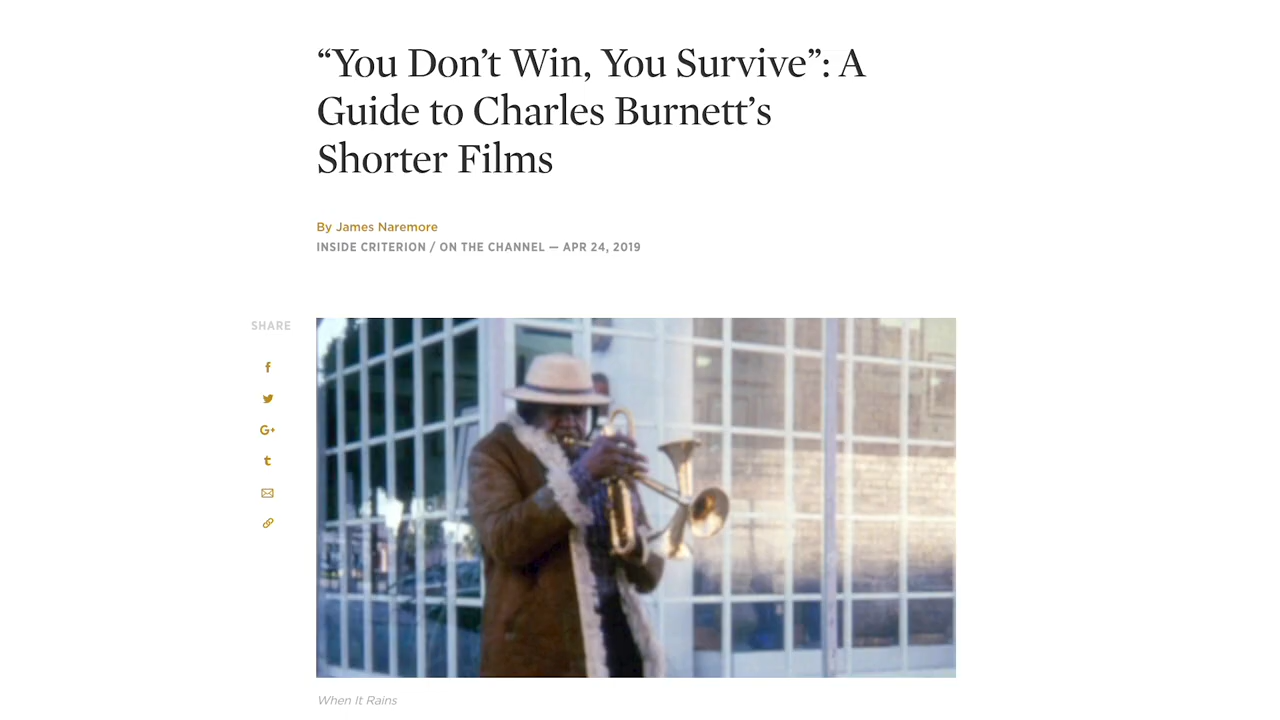 “You Don’t Win, You Survive”: A
Guide to Charles Burnett’s
Shorter Films
By James Naremore
INSIDE CRITERION / ON THE CHANNEL — APR 24, 2019
SHARE
When It Rains